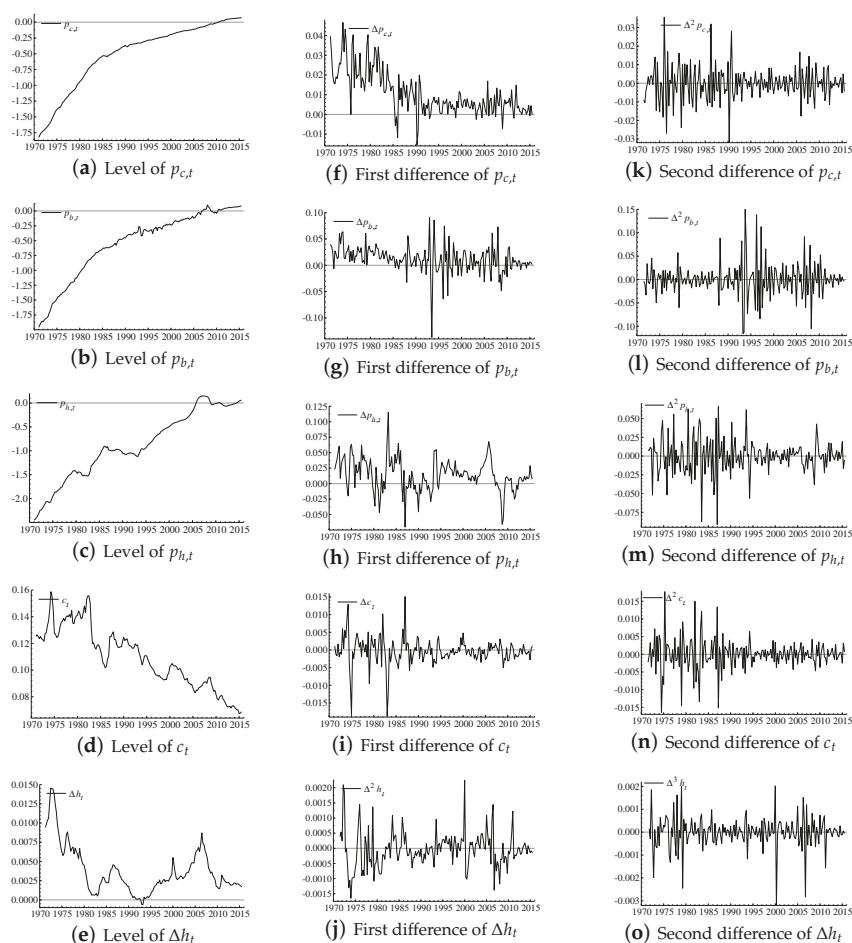 0.00
-0.25
-0.50
-0.75
-1.00
-1.25
-1.50
-1.75
p_{c,t}
1970 1975 1980 1985 1990 1995 2000 2005 2010 2015
(a) Level of p_{c,t}
0.04
0.03
0.02
0.01
0.00
-0.01
Δp_{c,t}
1970 1975 1980 1985 1990 1995 2000 2005 2010 2015
(f) First difference of p_{c,t}
0.03
0.02
0.01
0.00
-0.01
-0.02
-0.03
Δ² p_{c,t}
1970 1975 1980 1985 1990 1995 2000 2005 2010 2015
(k) Second difference of p_{c,t}
0.00
-0.25
-0.50
-0.75
-1.00
-1.25
-1.50
-1.75
p_{b,t}
1970 1975 1980 1985 1990 1995 2000 2005 2010 2015
(b) Level of p_{b,t}
0.10
0.05
0.00
-0.05
-0.10
Δp_{b,t}
1970 1975 1980 1985 1990 1995 2000 2005 2010 2015
(g) First difference of p_{b,t}
0.15
0.10
0.05
0.00
-0.05
-0.10
Δ² p_{b,t}
1970 1975 1980 1985 1990 1995 2000 2005 2010 2015
(l) Second difference of p_{b,t}
0.0
-0.5
-1.0
-1.5
-2.0
p_{h,t}
1970 1975 1980 1985 1990 1995 2000 2005 2010 2015
(c) Level of p_{h,t}
0.125
0.100
0.075
0.050
0.025
0.000
-0.025
-0.050
Δp_{h,t}
1970 1975 1980 1985 1990 1995 2000 2005 2010 2015
(h) First difference of p_{h,t}
0.050
0.025
0.000
-0.025
-0.050
-0.075
Δ² p_{h,t}
1970 1975 1980 1985 1990 1995 2000 2005 2010 2015
(m) Second difference of p_{h,t}
0.16
0.14
0.12
0.10
0.08
c_t
1970 1975 1980 1985 1990 1995 2000 2005 2010 2015
(d) Level of c_t
0.015
0.010
0.005
0.000
-0.005
-0.010
-0.015
Δc_t
1970 1975 1980 1985 1990 1995 2000 2005 2010 2015
(i) First difference of c_t
0.015
0.010
0.005
0.000
-0.005
-0.010
-0.015
Δ² c_t
1970 1975 1980 1985 1990 1995 2000 2005 2010 2015
(n) Second difference of c_t
0.0150
0.0125
0.0100
0.0075
0.0050
0.0025
0.0000
Δh_t
1970 1975 1980 1985 1990 1995 2000 2005 2010 2015
(e) Level of Δh_t
0.0020
0.0015
0.0010
0.0005
0.0000
-0.0005
-0.0010
-0.0015
Δ² h_t
1970 1975 1980 1985 1990 1995 2000 2005 2010 2015
(j) First difference of Δh_t
0.002
0.001
0.000
-0.001
-0.002
-0.003
Δ³ h_t
1970 1975 1980 1985 1990 1995 2000 2005 2010 2015
(o) Second difference of Δh_t